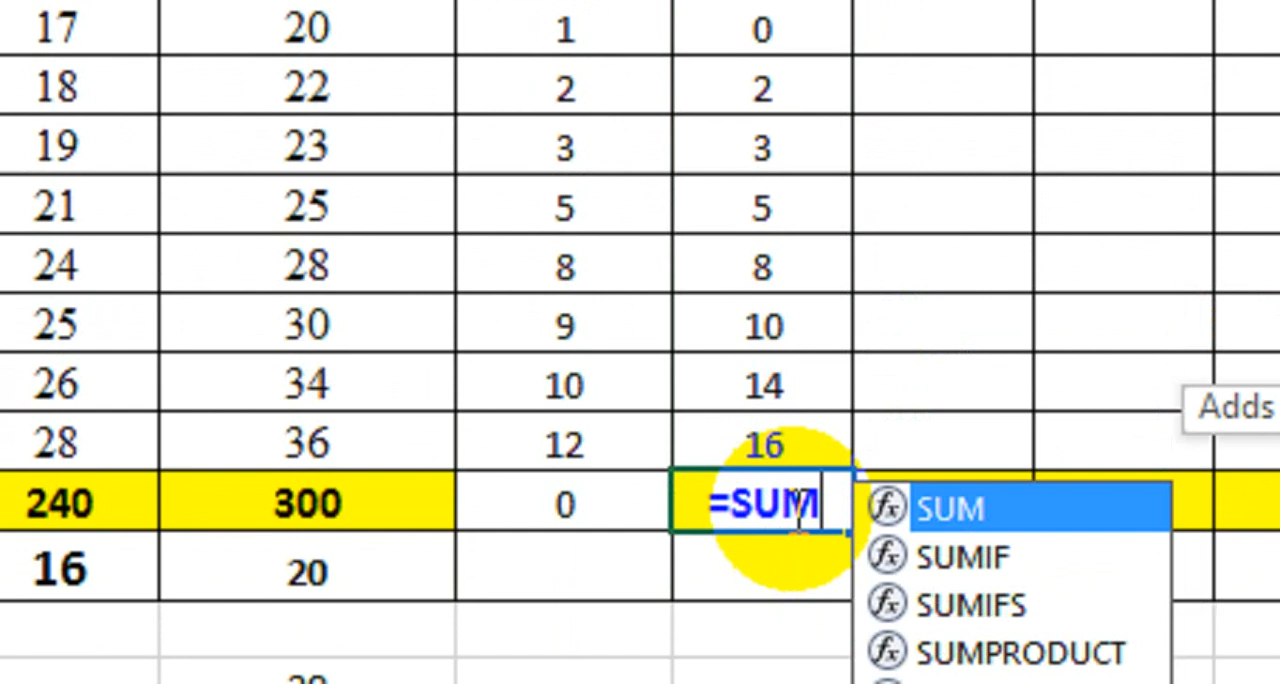 17 20 1 0
18 22 2 2
19 23 3 3
21 25 5 5
24 28 8 8
25 30 9 10
26 34 10 14
Adds
28 36 12 16
240 300 0 =SUM
SUM
SUMIF
16 20
SUMIFS
SUMPRODUCT